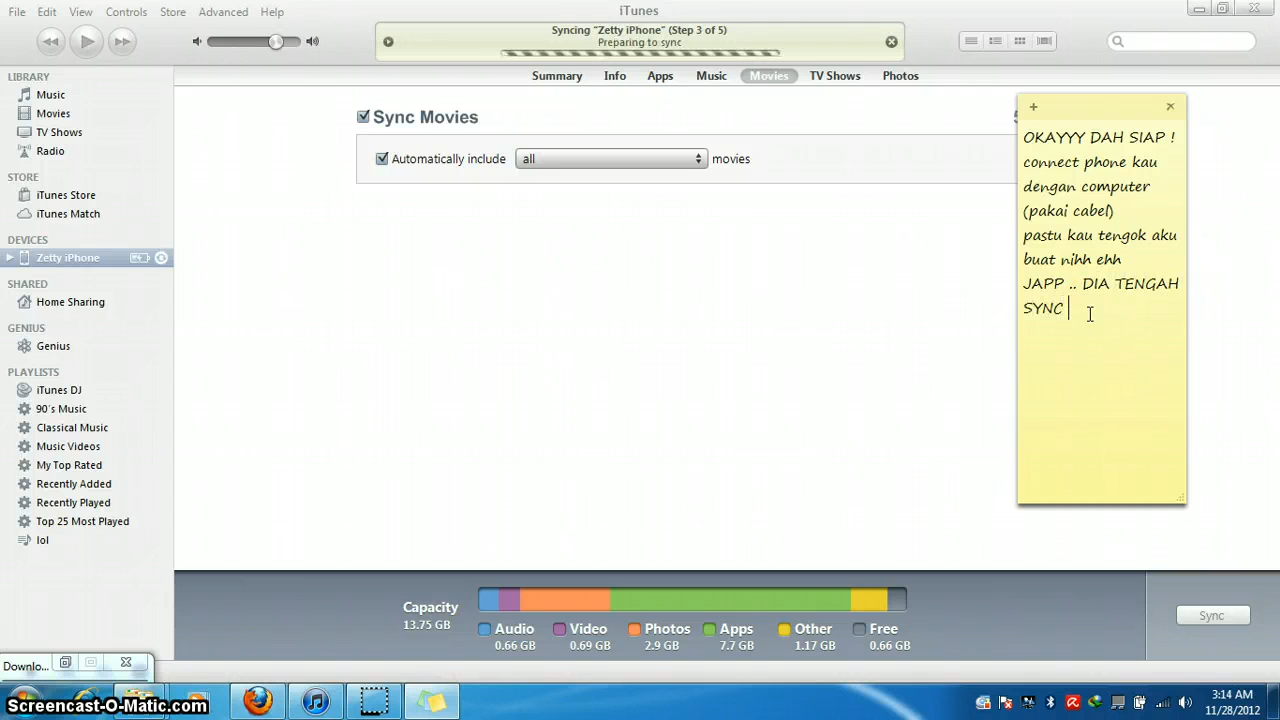 File Edit View Controls Store Advanced Help
iTunes
Syncing “Zetty iPhone” (Step 3 of 5)
Preparing to sync
LIBRARY
Music
Movies
TV Shows
Radio
STORE
iTunes Store
iTunes Match
DEVICES
Zetty iPhone
SHARED
Home Sharing
GENIUS
Genius
PLAYLISTS
iTunes DJ
90's Music
Classical Music
Music Videos
My Top Rated
Recently Added
Recently Played
Top 25 Most Played
lol
Summary Info Apps Music Movies TV Shows Photos
Sync Movies
Automatically include all movies
OKAYYY DAH SIAP !
connect phone kau
dengan computer
(pakai cabel)
pastu kau tengok aku
buat nihh ehh
JAPP .. DIA TENGAH
SYNC
Capacity
13.75 GB
Audio Video Photos Apps Other Free
0.66 GB 0.69 GB 2.9 GB 7.7 GB 1.17 GB 0.66 GB
Sync
Downlo...
Screencast-O-Matic.com
3:14 AM
11/28/2012